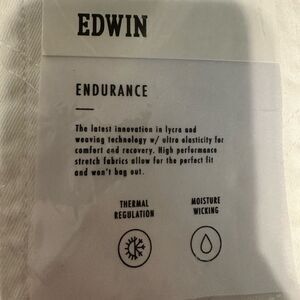 EDWIN
ENDURANCE
The latest innovation in lycra and
weaving technology w/ ultra elasticity for
comfort and recovery. High performance
stretch fabrics allow for the perfect fit
and won't bag out.
THERMAL
REGULATION
MOISTURE
WICKING